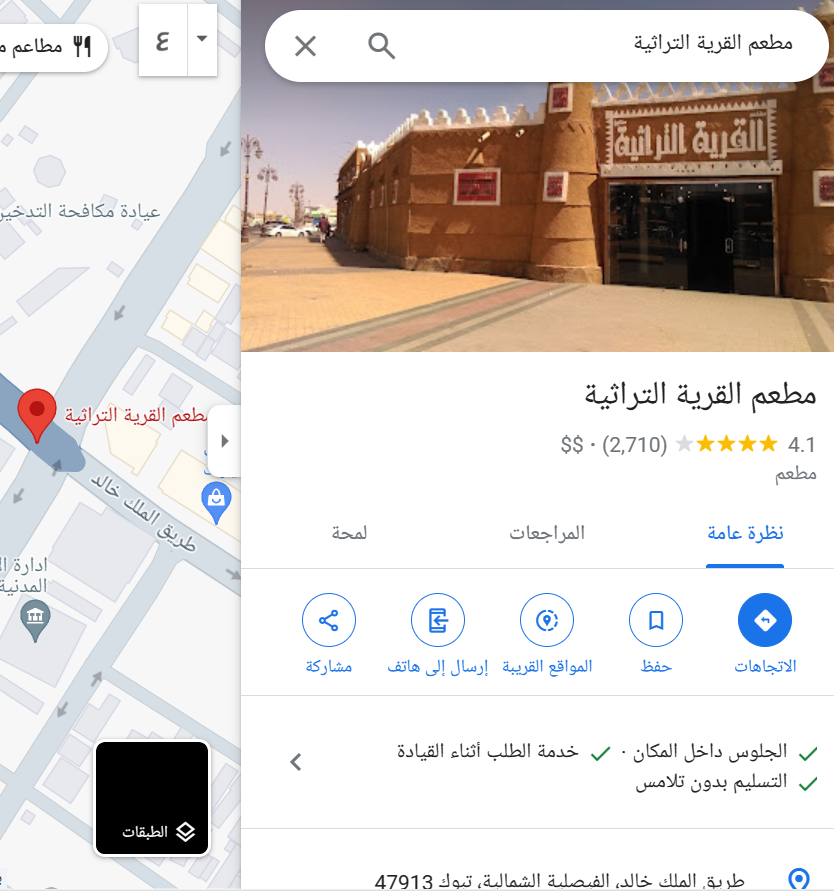 مطعم القرية التراثية
القرية التراثية
مطعم القرية التراثية
4.1 (2,710) · $$
مطعم
نظرة عامة
المراجعات
لمحة
الاتجاهات
حفظ
المواقع القريبة
إرسال إلى هاتف
مشاركة
الجلوس داخل المكان · خدمة الطلب أثناء القيادة
التسليم بدون تلامس
طريق الملك خالد، الفيصلية الشمالية، تبوك 47913
٤
مطاعم
عيادة مكافحة التدخين
مطعم القرية التراثية
طريق الملك خالد
ادارة
المدنية
الطبقات